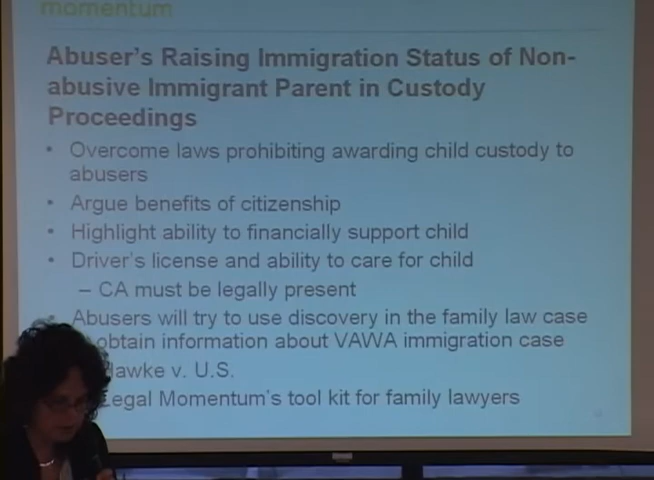 momentum
Abuser's Raising Immigration Status of Non-
abusive Immigrant Parent in Custody
Proceedings
• Overcome laws prohibiting awarding child custody to
abusers
• Argue benefits of citizenship
• Highlight ability to financially support child
• Driver's license and ability to care for child
– CA must be legally present
Abusers will try to use discovery in the family law case
obtain information about VAWA immigration case
Hawke v. U.S.
Legal Momentum's tool kit for family lawyers